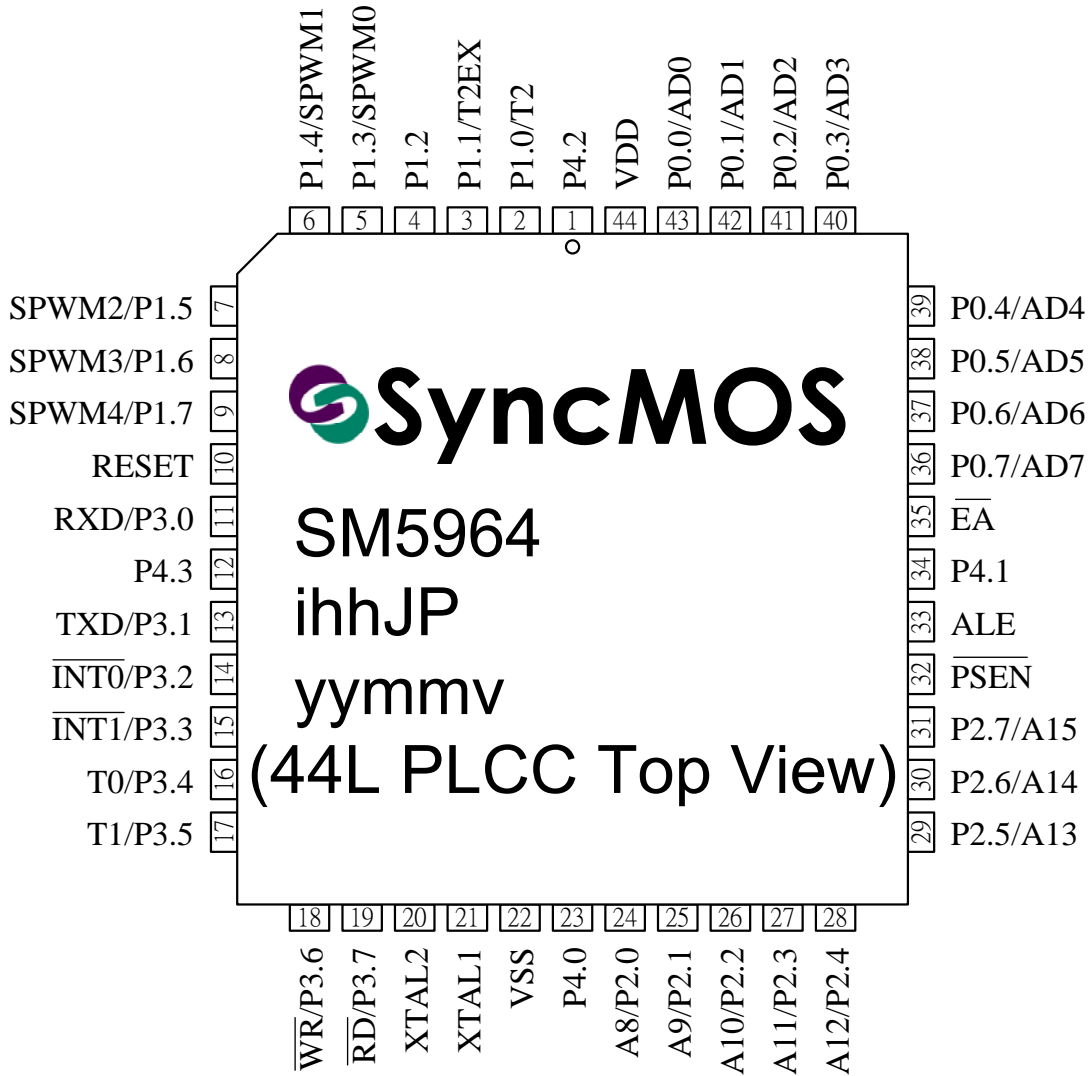 P1.4/SPWM1
P1.3/SPWM0
P1.2
P1.1/T2EX
P1.0/T2
P4.2
VDD
P0.0/AD0
P0.1/AD1
P0.2/AD2
P0.3/AD3
6 5 4 3 2 1 44 43 42 41 40
SPWM2/P1.5 7
SPWM3/P1.6 8
SPWM4/P1.7 9
RESET 10
RXD/P3.0 11
P4.3 12
TXD/P3.1 13
INT0/P3.2 14
INT1/P3.3 15
T0/P3.4 16
T1/P3.5 17
SyncMOS
SM5964
ihhJP
yymmv
(44L PLCC Top View)
39 P0.4/AD4
38 P0.5/AD5
37 P0.6/AD6
36 P0.7/AD7
35 EA
34 P4.1
33 ALE
32 PSEN
31 P2.7/A15
30 P2.6/A14
29 P2.5/A13
18 19 20 21 22 23 24 25 26 27 28
WR/P3.6
RD/P3.7
XTAL2
XTAL1
VSS
P4.0
A8/P2.0
A9/P2.1
A10/P2.2
A11/P2.3
A12/P2.4